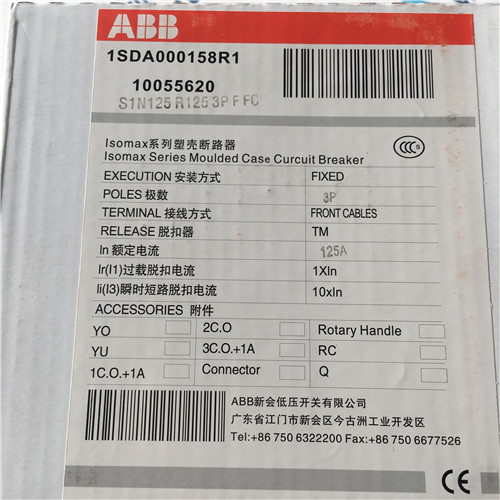 ABB
1SDA000158R1
10055620
S1N125 R125 3P F FC
Isomax系列塑壳断路器
Isomax Series Moulded Case Curcuit Breaker
CCC
EXECUTION 安装方式 FIXED
POLES 极数 3P
TERMINAL 接线方式 FRONT CABLES
RELEASE 脱扣器 TM
In 额定电流 125A
Ir(I1)过载脱扣电流 1XIn
Ii(I3)瞬时短路脱扣电流 10xIn
ACCESSORIES 附件
YO 2C.O Rotary Handle
YU 3C.O.+1A RC
1C.O.+1A Connector Q
ABB新会低压开关有限公司
广东省江门市新会区今古洲工业开发区
Tel:+86 750 6322200 Fax:+86 750 6677526
CE